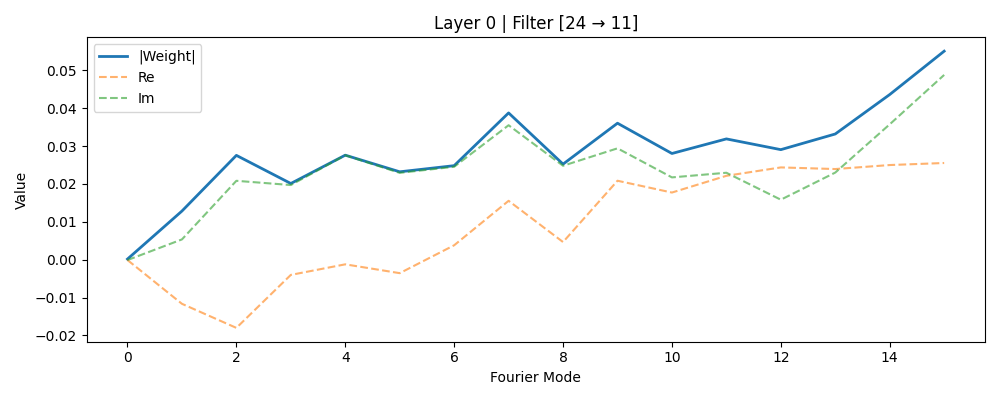 Layer 0 | Filter [24 → 11]
|Weight|
Re
Im
Value
0.05
0.04
0.03
0.02
0.01
0.00
−0.01
−0.02
0 2 4 6 8 10 12 14
Fourier Mode